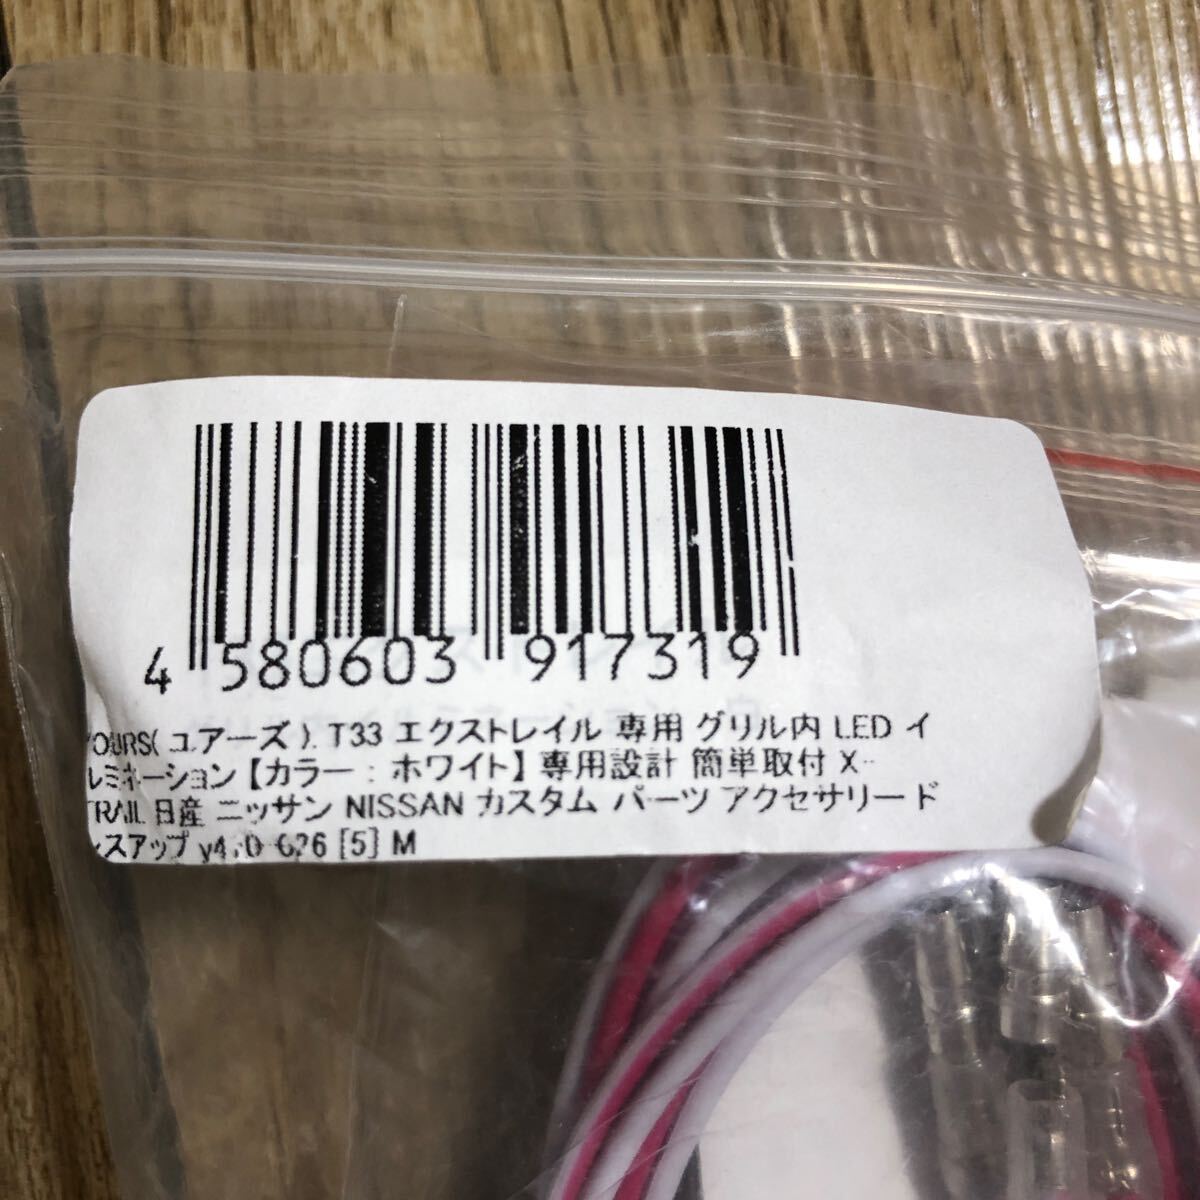 4 580603 917319
YOURS(ユアーズ). T33 エクストレイル 専用 グリル内 LED イ
ルミネーション【カラー：ホワイト】専用設計 簡単取付 X-
TRAIL 日産 ニッサン NISSAN カスタム パーツ アクセサリー ド
レスアップ [5] M